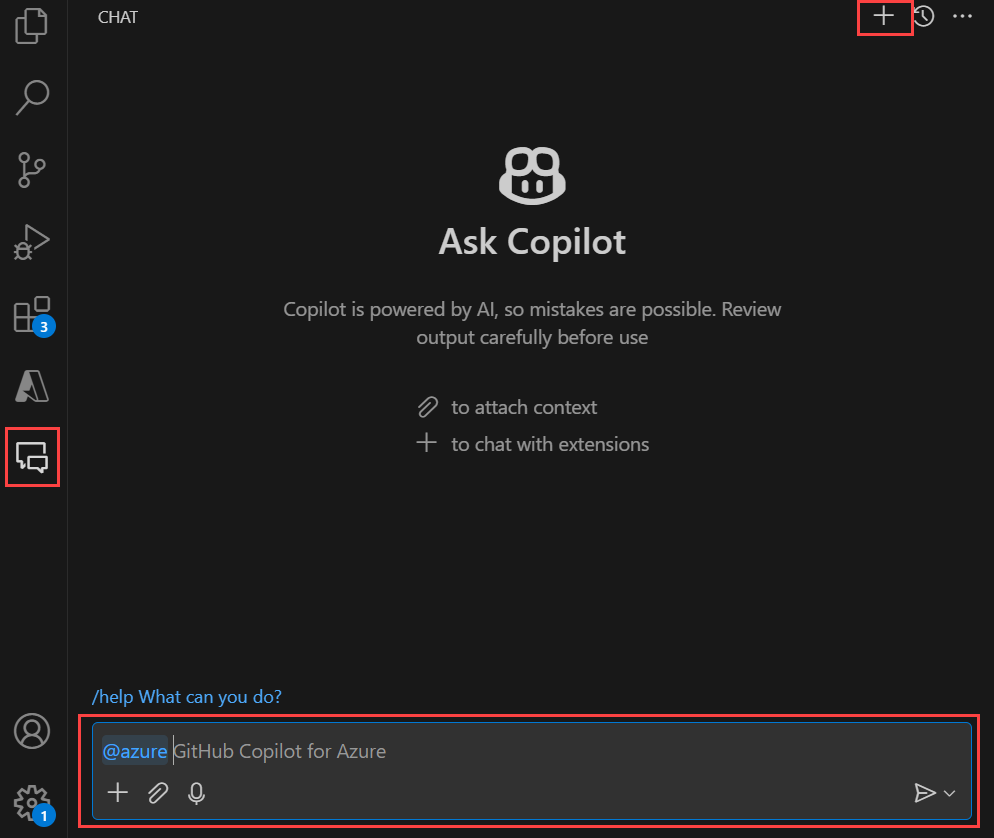 CHAT
Ask Copilot
Copilot is powered by AI, so mistakes are possible. Review
output carefully before use
to attach context
to chat with extensions
3
/help What can you do?
@azure GitHub Copilot for Azure
1